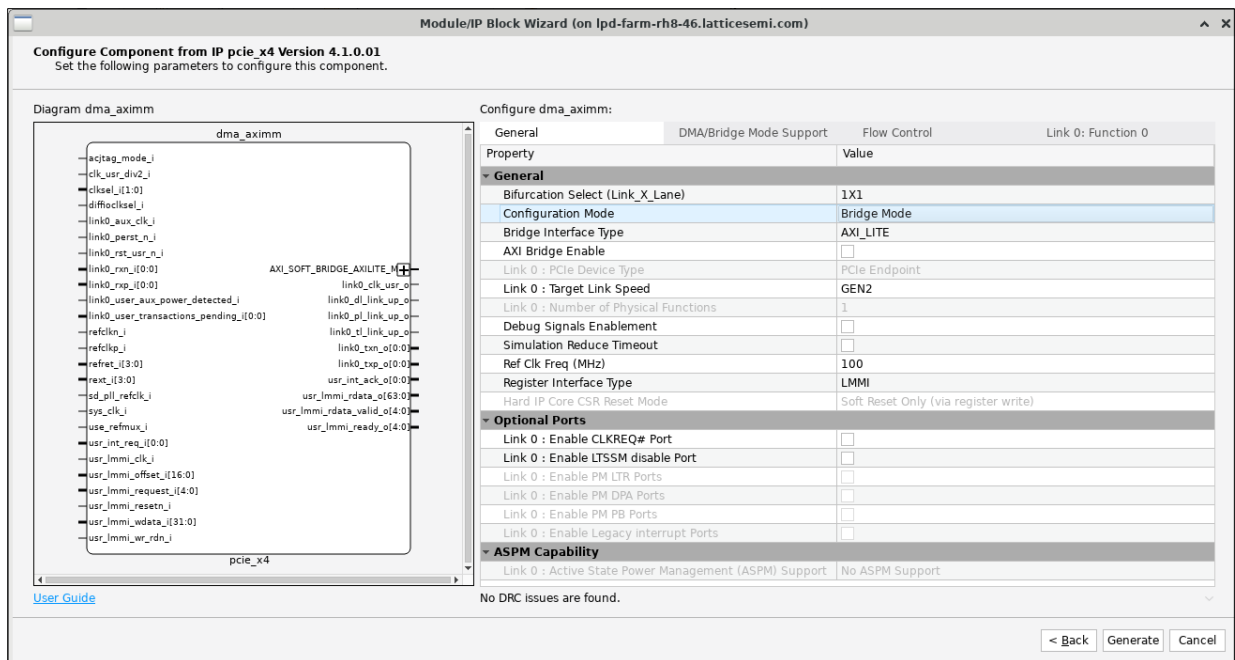 Module/IP Block Wizard (on lpd-farm-rh8-46.latticesemi.com)
Configure Component from IP pcie_x4 Version 4.1.0.01
Set the following parameters to configure this component.
Diagram dma_aximm
dma_aximm
acjtag_mode_i
clk_usr_div2_i
clksel_i[1:0]
diffioclksel_i
link0_aux_clk_i
link0_perst_n_i
link0_rst_usr_n_i
link0_rxn_i[0:0]
link0_rxp_i[0:0]
link0_user_aux_power_detected_i
link0_user_transactions_pending_i[0:0]
refclkn_i
refclkp_i
refret_i[3:0]
rext_i[3:0]
sd_pll_refclk_i
sys_clk_i
use_refmux_i
usr_int_req_i[0:0]
usr_lmmi_clk_i
usr_lmmi_offset_i[16:0]
usr_lmmi_request_i[4:0]
usr_lmmi_resetn_i
usr_lmmi_wdata_i[31:0]
usr_lmmi_wr_rdn_i
AXI_SOFT_BRIDGE_AXILITE_M
link0_clk_usr_o
link0_dl_link_up_o
link0_pl_link_up_o
link0_tl_link_up_o
link0_txn_o[0:0]
link0_txp_o[0:0]
usr_int_ack_o[0:0]
usr_lmmi_rdata_o[63:0]
usr_lmmi_rdata_valid_o[4:0]
usr_lmmi_ready_o[4:0]
pcie_x4
User Guide
Configure dma_aximm:
General DMA/Bridge Mode Support Flow Control Link 0: Function 0
Property Value
General
Bifurcation Select (Link_X_Lane) 1X1
Configuration Mode Bridge Mode
Bridge Interface Type AXI_LITE
AXI Bridge Enable
Link 0 : PCIe Device Type PCIe Endpoint
Link 0 : Target Link Speed GEN2
Link 0 : Number of Physical Functions 1
Debug Signals Enablement
Simulation Reduce Timeout
Ref Clk Freq (MHz) 100
Register Interface Type LMMI
Hard IP Core CSR Reset Mode Soft Reset Only (via register write)
Optional Ports
Link 0 : Enable CLKREQ# Port
Link 0 : Enable LTSSM disable Port
Link 0 : Enable PM LTR Ports
Link 0 : Enable PM DPA Ports
Link 0 : Enable PM PB Ports
Link 0 : Enable Legacy interrupt Ports
ASPM Capability
Link 0 : Active State Power Management (ASPM) Support No ASPM Support
No DRC issues are found.
< Back Generate Cancel